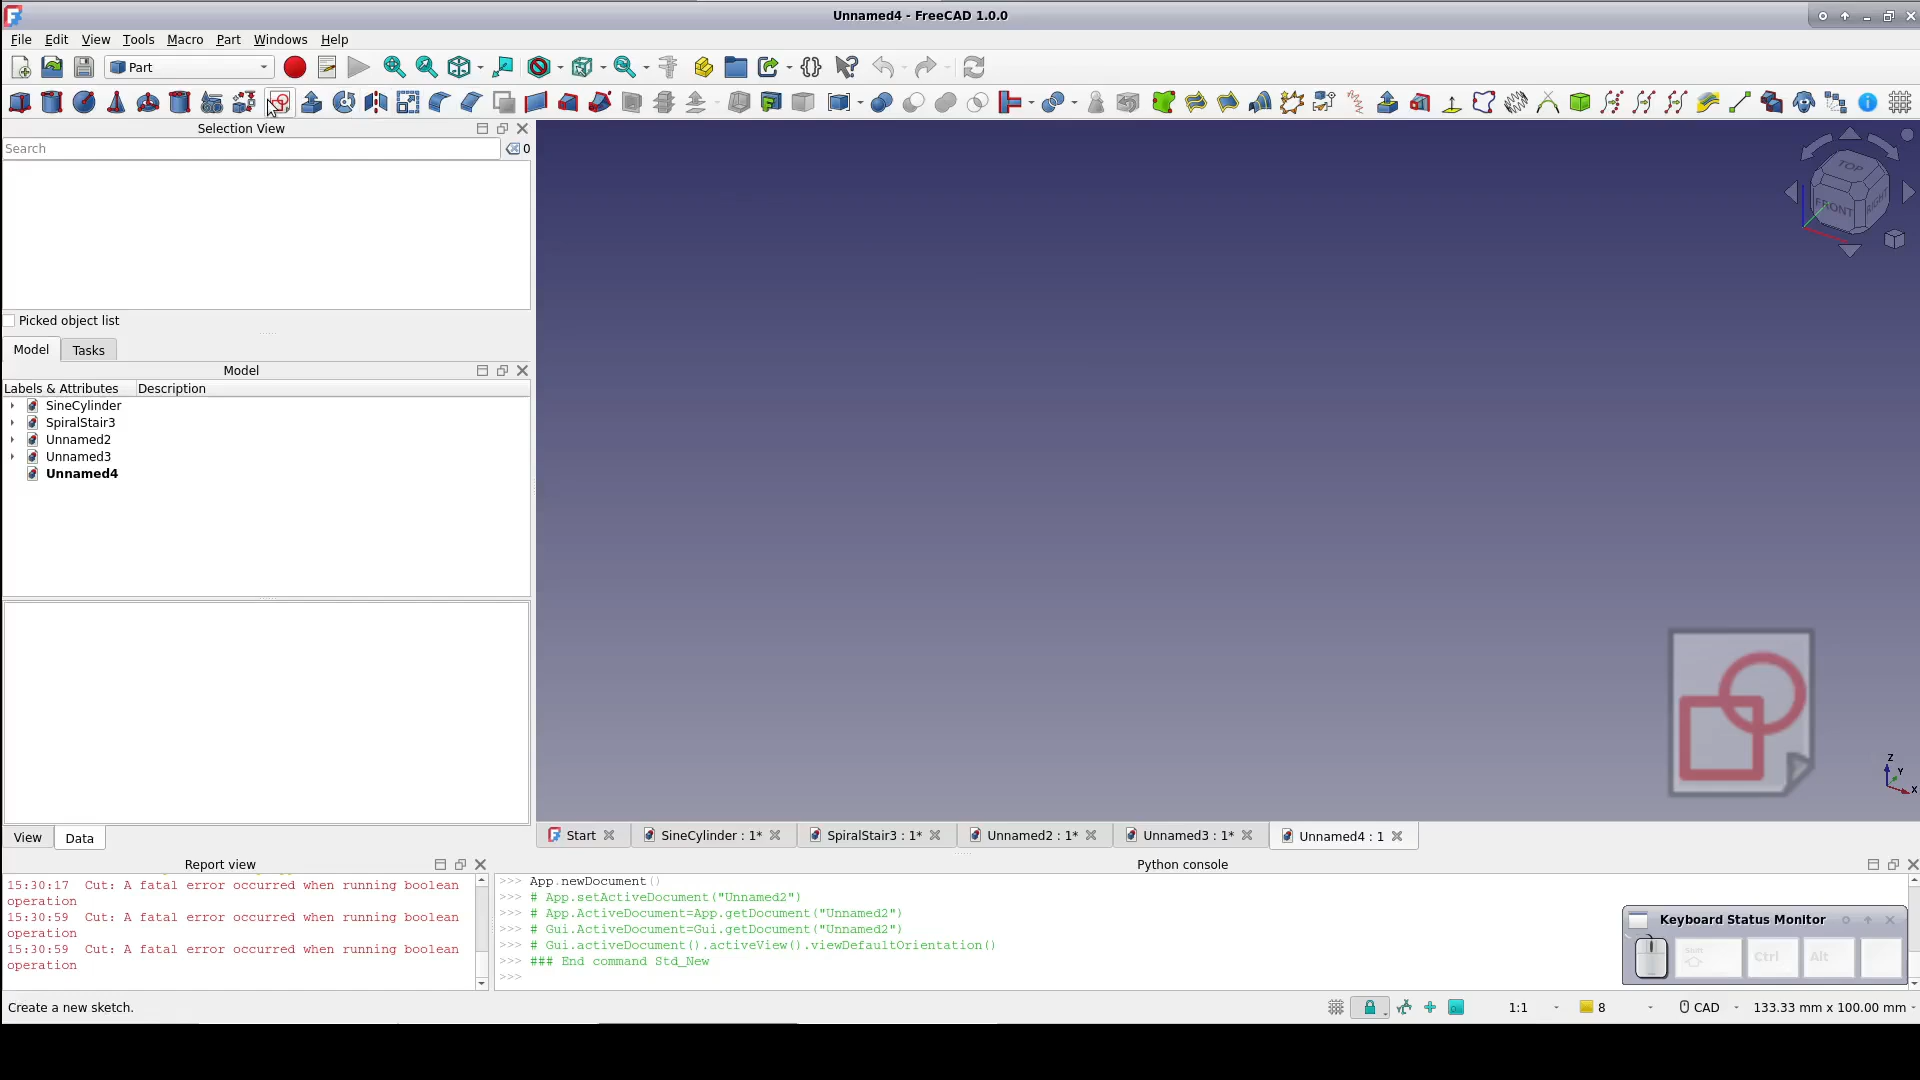 Unnamed4 - FreeCAD 1.0.0
File Edit View Tools Macro Part Windows Help
Part
Selection View
Search
0
Picked object list
Model Tasks
Model
Labels & Attributes Description
SineCylinder
SpiralStair3
Unnamed2
Unnamed3
Unnamed4
TOP
FRONT
RIGHT
Z
Y
X
View Data
Start SineCylinder : 1* SpiralStair3 : 1* Unnamed2 : 1* Unnamed3 : 1* Unnamed4 : 1
Report view
15:30:17 Cut: A fatal error occurred when running boolean
operation
15:30:59 Cut: A fatal error occurred when running boolean
operation
15:30:59 Cut: A fatal error occurred when running boolean
operation
Python console
>>> App.newDocument()
>>> # App.setActiveDocument("Unnamed2")
>>> # App.ActiveDocument=App.getDocument("Unnamed2")
>>> # Gui.ActiveDocument=Gui.getDocument("Unnamed2")
>>> # Gui.activeDocument().activeView().viewDefaultOrientation()
>>> ### End command Std_New
>>>
Keyboard Status Monitor
Shift Ctrl Alt
Create a new sketch.
1:1 8 CAD 133.33 mm x 100.00 mm